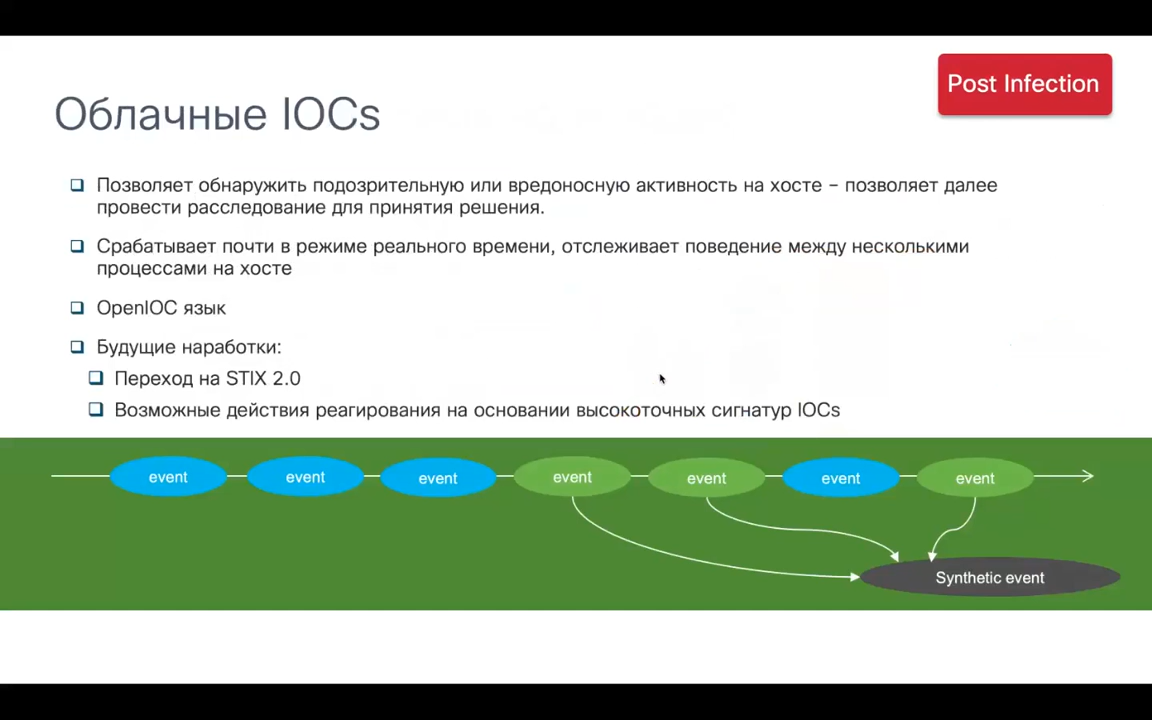 Post Infection
Облачные IOCs
Позволяет обнаружить подозрительную или вредоносную активность на хосте – позволяет далее
провести расследование для принятия решения.
Срабатывает почти в режиме реального времени, отслеживает поведение между несколькими
процессами на хосте
OpenIOC язык
Будущие наработки:
Переход на STIX 2.0
Возможные действия реагирования на основании высокоточных сигнатур IOCs
event event event event event event event
Synthetic event